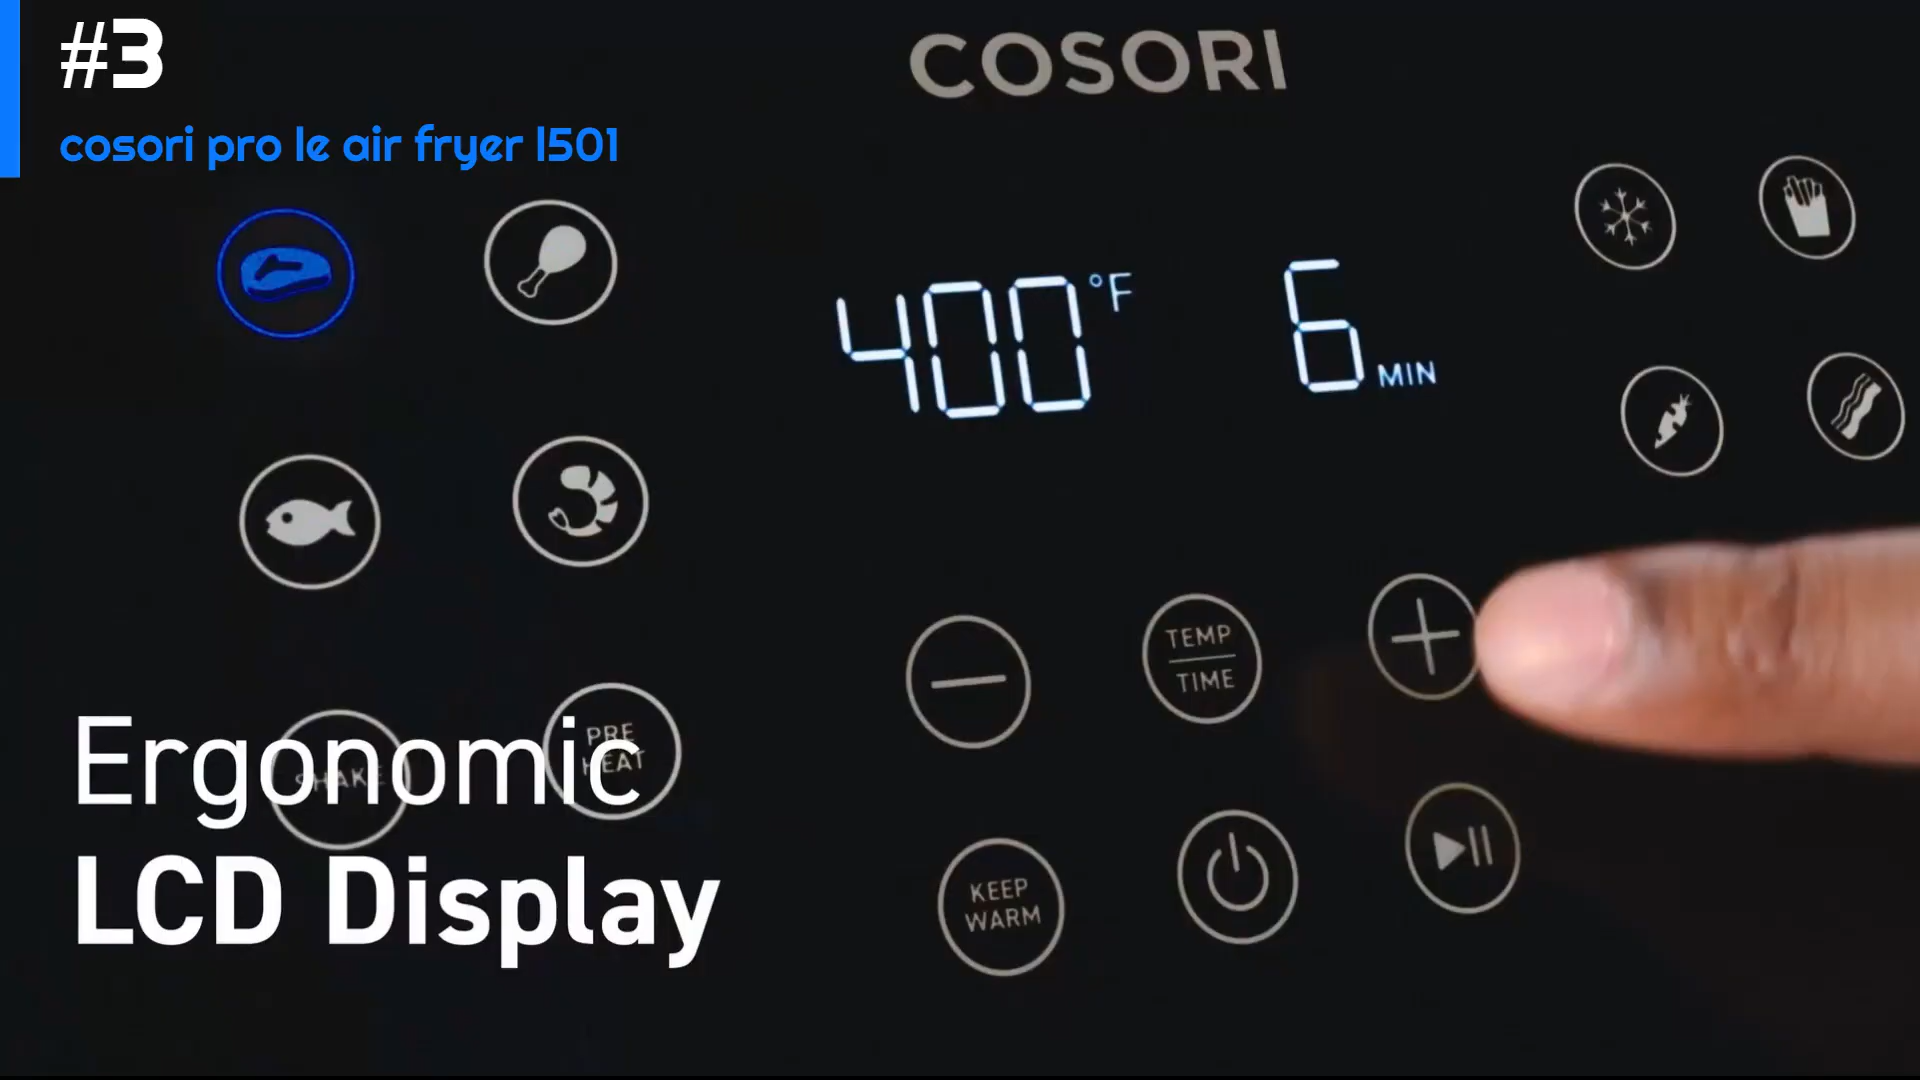 #3
cosori pro le air fryer l501
COSORI
400 °F 6 MIN
TEMP
TIME
PRE
HEAT
SHAKE
Ergonomic
LCD Display
KEEP
WARM